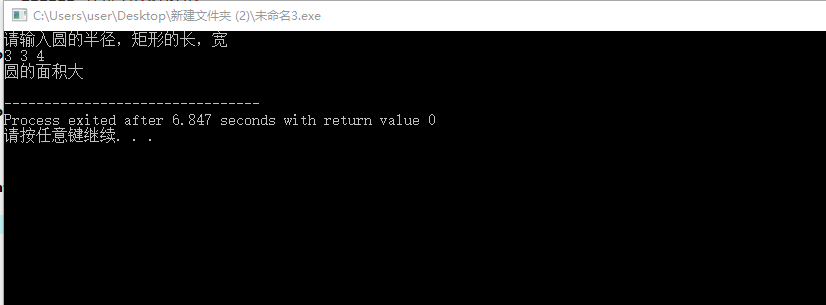 C:\Users\user\Desktop\新建文件夹 (2)\未命名3.exe
请输入圆的半径，矩形的长，宽
3 3 4
圆的面积大
--------------------------------
Process exited after 6.847 seconds with return value 0
请按任意键继续. . .